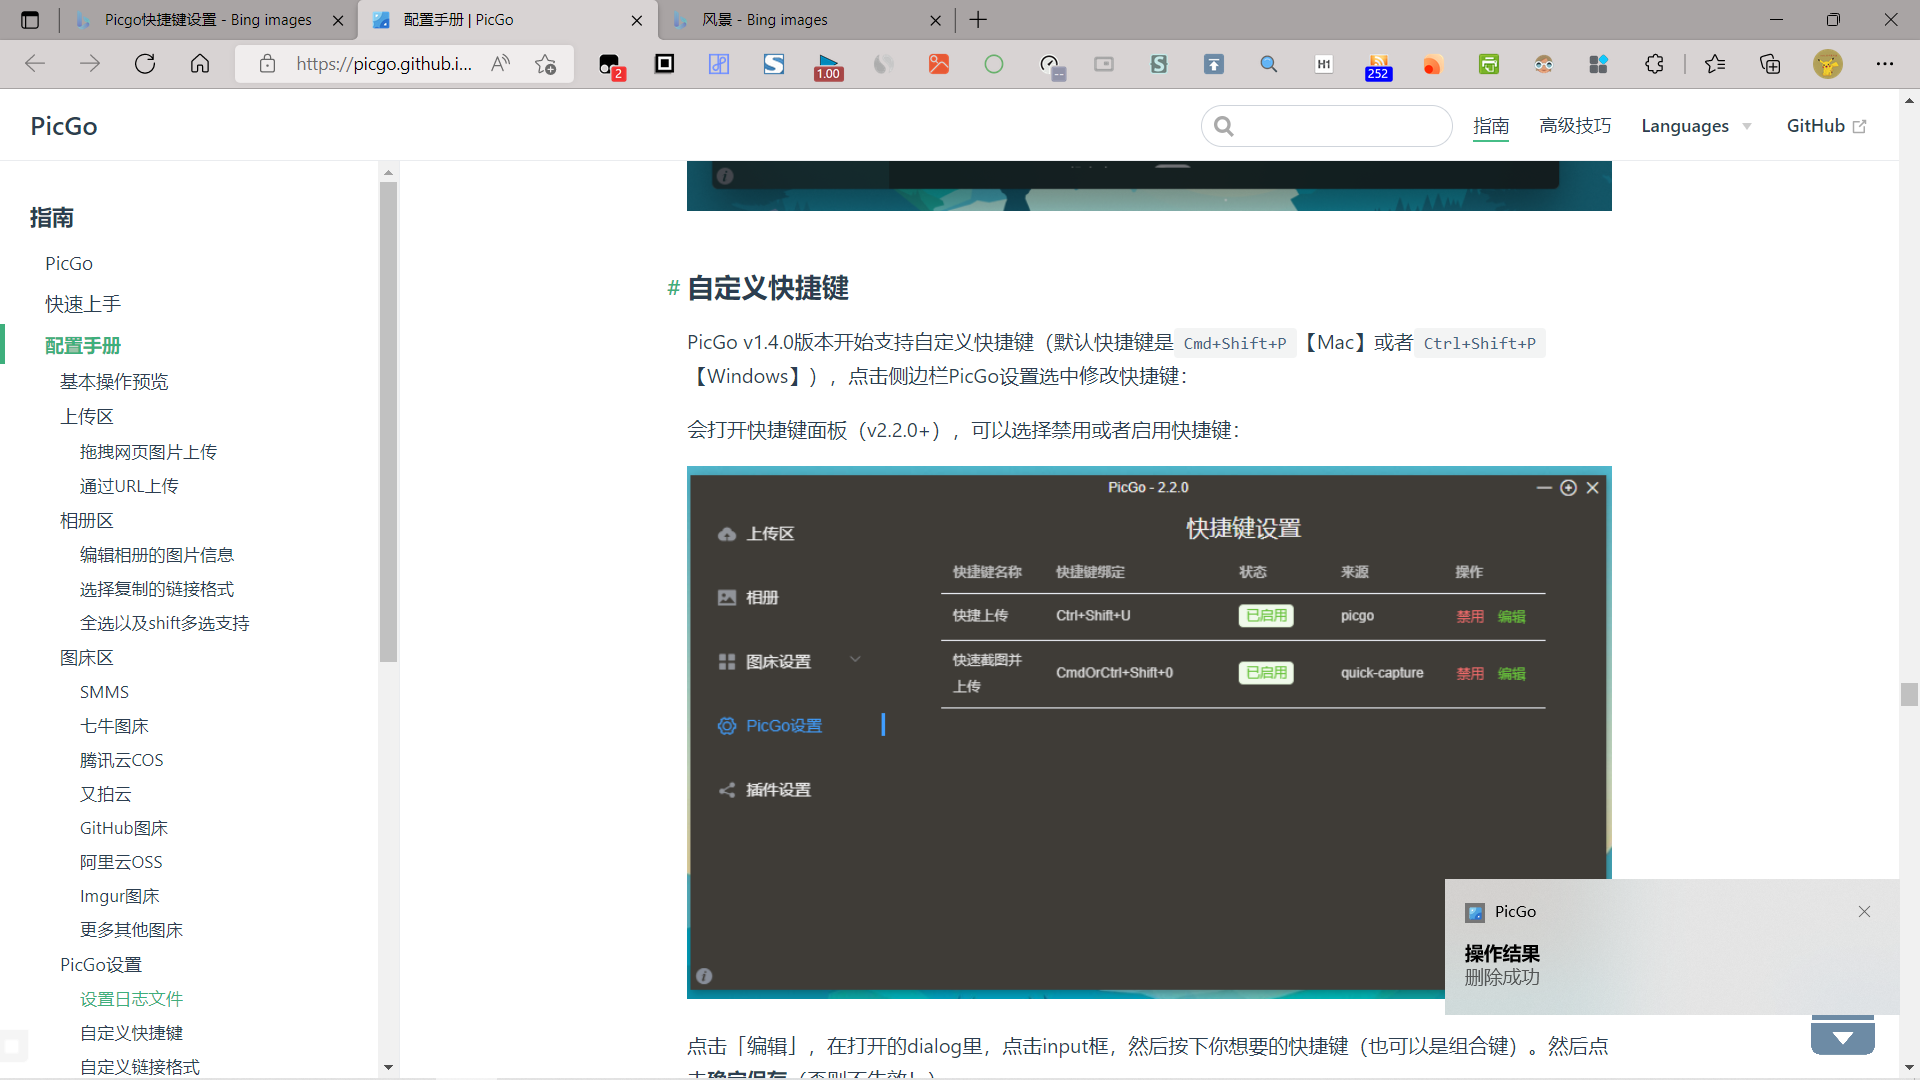 Picgo快捷键设置 - Bing images
配置手册 | PicGo
风景 - Bing images
https://picgo.github.i...
2
1.00
H1
252
PicGo
指南
高级技巧
Languages
GitHub
指南
PicGo
快速上手
配置手册
基本操作预览
上传区
拖拽网页图片上传
通过URL上传
相册区
编辑相册的图片信息
选择复制的链接格式
全选以及shift多选支持
图床区
SMMS
七牛图床
腾讯云COS
又拍云
GitHub图床
阿里云OSS
Imgur图床
更多其他图床
PicGo设置
设置日志文件
自定义快捷键
自定义链接格式
# 自定义快捷键
PicGo v1.4.0版本开始支持自定义快捷键（默认快捷键是 Cmd+Shift+P 【Mac】或者 Ctrl+Shift+P
【Windows】），点击侧边栏PicGo设置选中修改快捷键：
会打开快捷键面板（v2.2.0+），可以选择禁用或者启用快捷键：
PicGo - 2.2.0
上传区
相册
图床设置
PicGo设置
插件设置
快捷键设置
快捷键名称 快捷键绑定 状态 来源 操作
快捷上传 Ctrl+Shift+U 已启用 picgo 禁用 编辑
快速截图并
上传 CmdOrCtrl+Shift+0 已启用 quick-capture 禁用 编辑
PicGo
操作结果
删除成功
点击「编辑」，在打开的dialog里，点击input框，然后按下你想要的快捷键（也可以是组合键）。然后点
击确定保存（否则不生效！）